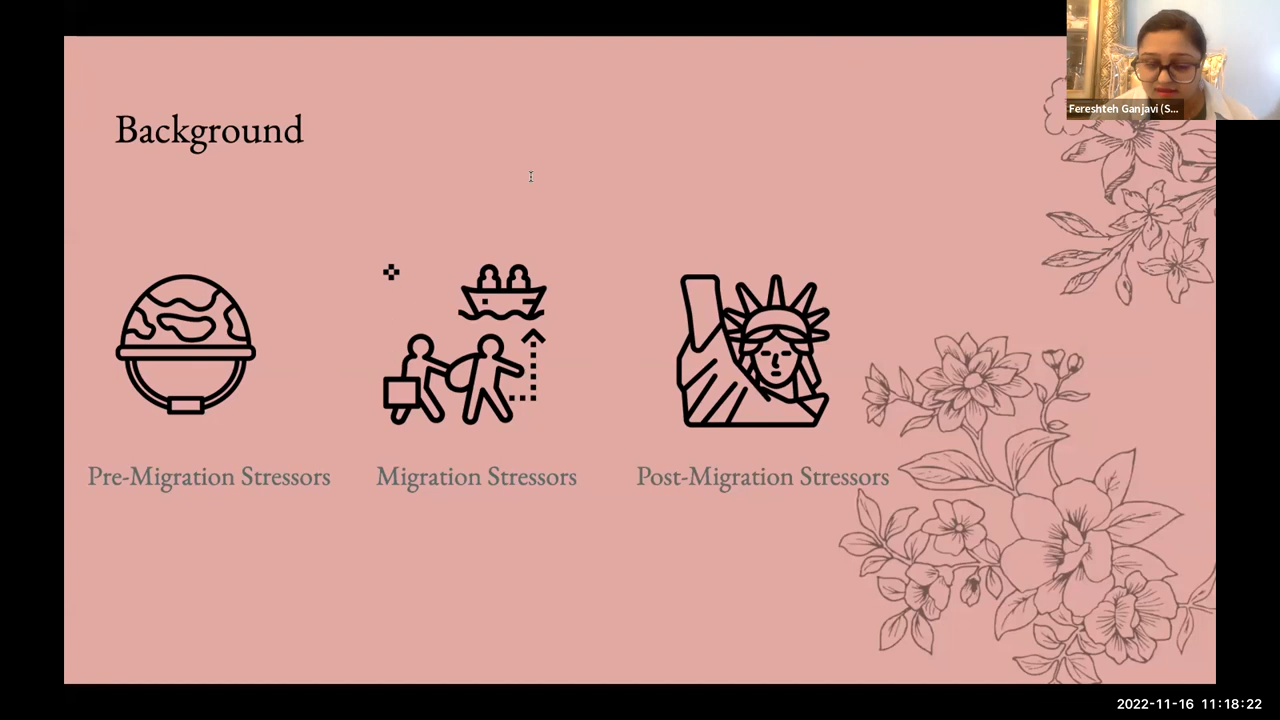 Fereshteh Ganjavi (S...
Background
Pre-Migration Stressors
Migration Stressors
Post-Migration Stressors
2022-11-16 11:18:22